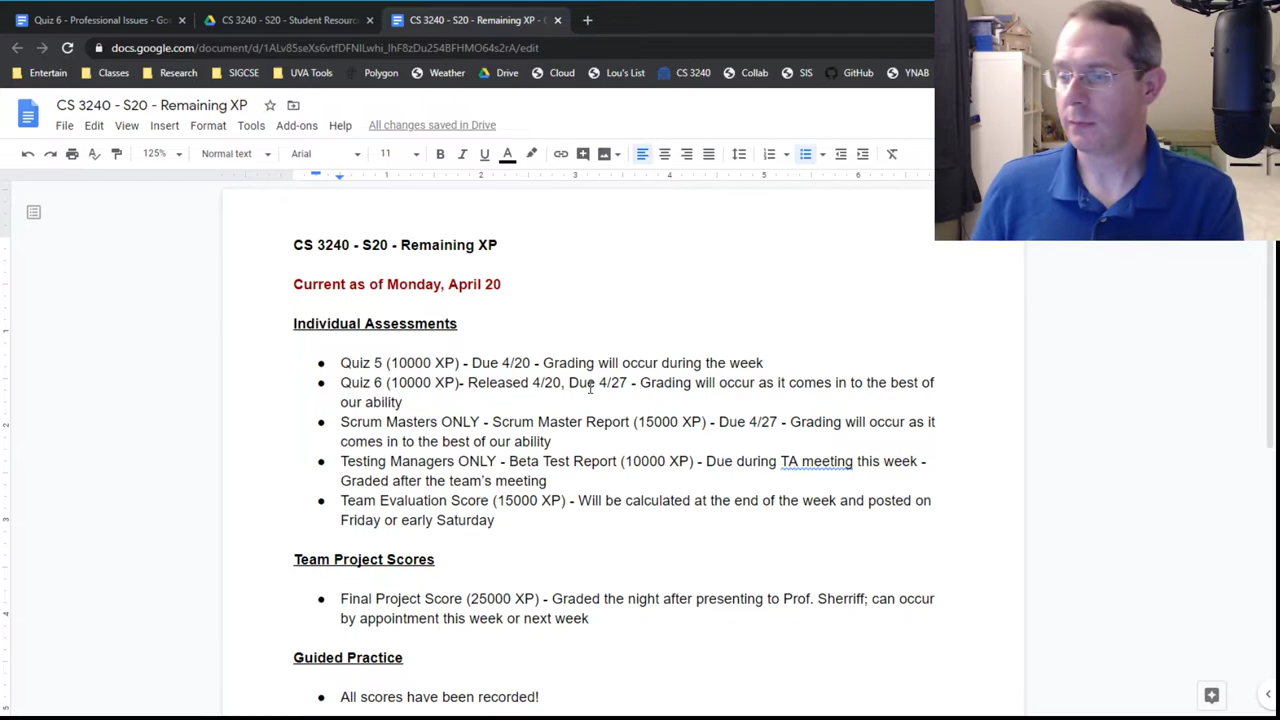 Quiz 6 - Professional Issues - Go
CS 3240 - S20 - Student Resourc
CS 3240 - S20 - Remaining XP -
docs.google.com/document/d/1ALv85seXs6vtfDFNILwhi_lhF8zDu254BFHMO64s2rA/edit
Entertain
Classes
Research
SIGCSE
UVA Tools
Polygon
Weather
Drive
Cloud
Lou's List
CS 3240
Collab
SIS
GitHub
YNAB
CS 3240 - S20 - Remaining XP
File Edit View Insert Format Tools Add-ons Help All changes saved in Drive
125% Normal text Arial 11
1 2 3 4 5 6
CS 3240 - S20 - Remaining XP
Current as of Monday, April 20
Individual Assessments
● Quiz 5 (10000 XP) - Due 4/20 - Grading will occur during the week
● Quiz 6 (10000 XP)- Released 4/20, Due 4/27 - Grading will occur as it comes in to the best of
our ability
● Scrum Masters ONLY - Scrum Master Report (15000 XP) - Due 4/27 - Grading will occur as it
comes in to the best of our ability
● Testing Managers ONLY - Beta Test Report (10000 XP) - Due during TA meeting this week -
Graded after the team's meeting
● Team Evaluation Score (15000 XP) - Will be calculated at the end of the week and posted on
Friday or early Saturday
Team Project Scores
● Final Project Score (25000 XP) - Graded the night after presenting to Prof. Sherriff; can occur
by appointment this week or next week
Guided Practice
● All scores have been recorded!